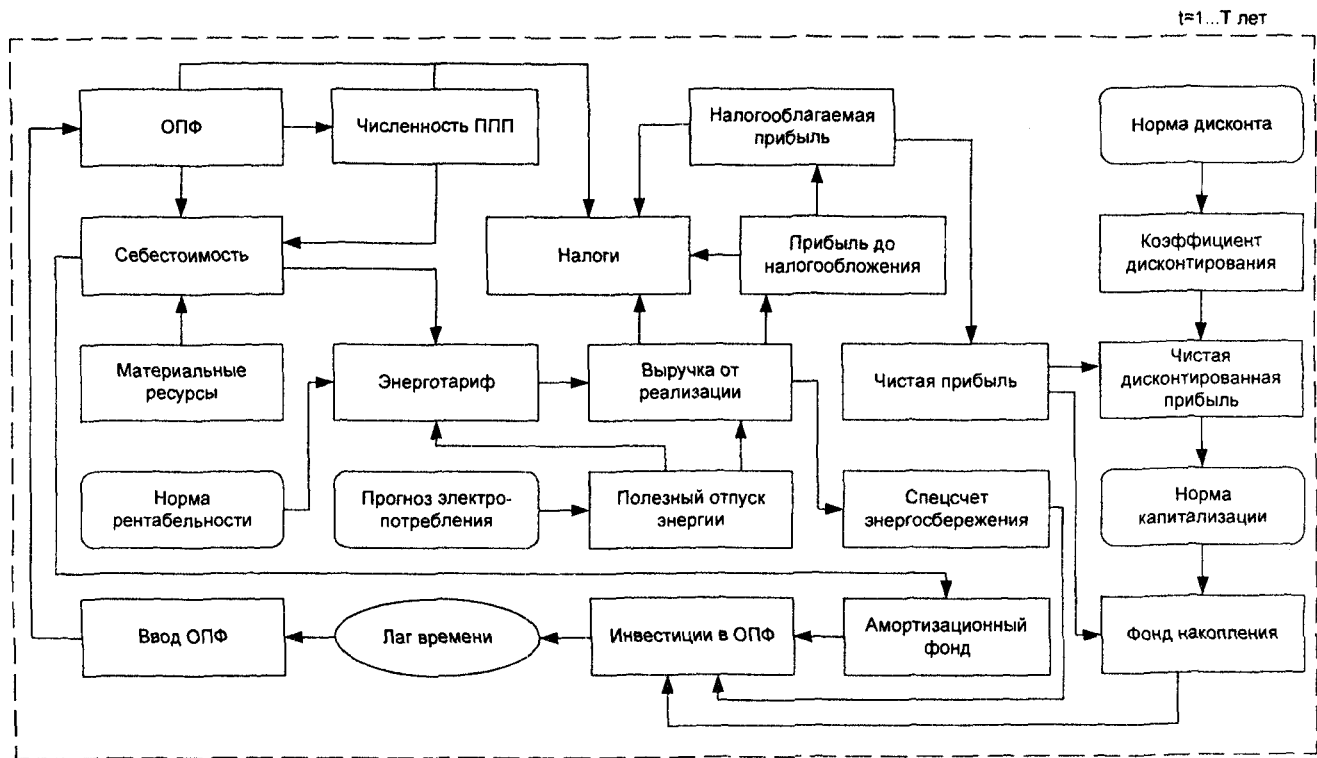 t=1...T лет
ОПФ
Численность ППП
Налогооблагаемая
прибыль
Норма дисконта
Себестоимость
Налоги
Прибыль до
налогообложения
Коэффициент
дисконтирования
Материальные
ресурсы
Энерготариф
Выручка от
реализации
Чистая прибыль
Чистая
дисконтированная
прибыль
Норма
рентабельности
Прогноз электро-
потребления
Полезный отпуск
энергии
Спецсчет
энергосбережения
Норма
капитализации
Ввод ОПФ
Лаг времени
Инвестиции в ОПФ
Амортизационный
фонд
Фонд накопления